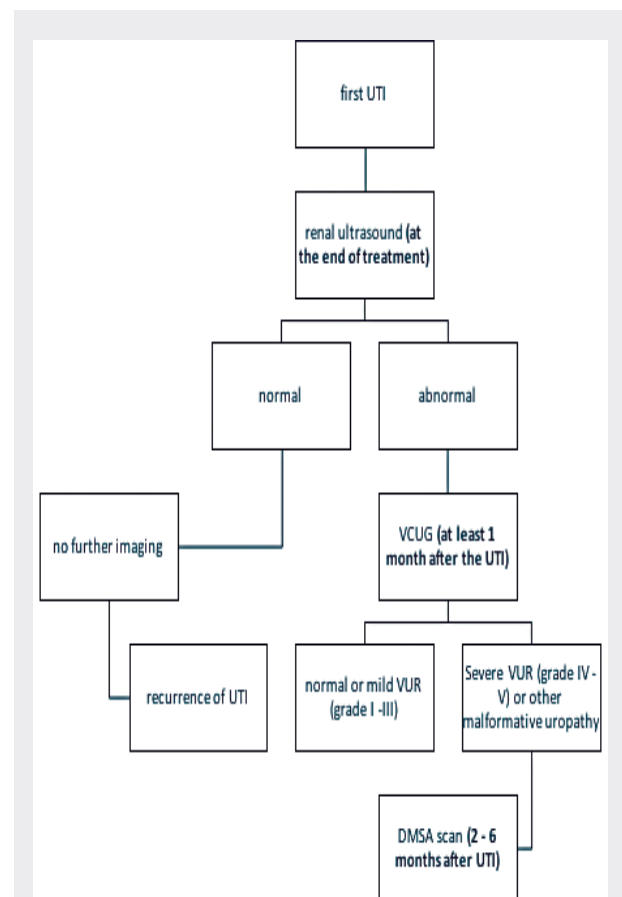 first UTI
renal ultrasound (at
the end of treatment)
normal
abnormal
no further imaging
VCUG (at least 1
month after the UTI)
recurrence of UTI
normal or mild VUR
(grade I -III)
Severe VUR (grade IV -
V) or other
malformative uropathy
DMSA scan (2 - 6
months after UTI)